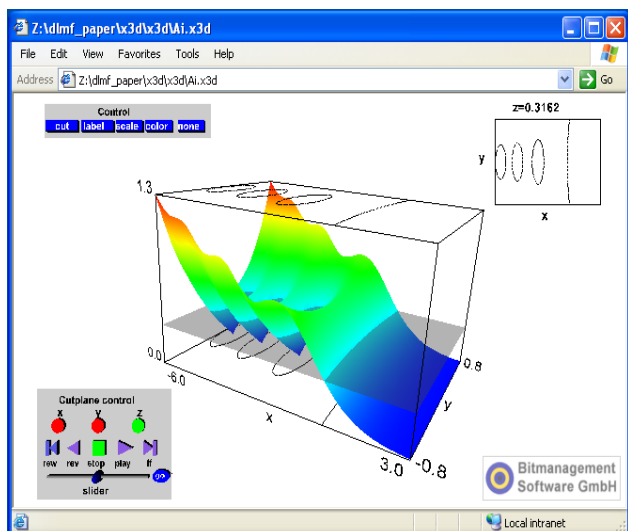 Z:\dlmf_paper\x3d\x3d\Ai.x3d
File Edit View Favorites Tools Help
Address Z:\dlmf_paper\x3d\x3d\Ai.x3d Go
Control
cut label scale color none
z=0.3162
y
x
1.3
0.0
-6.0
x
3.0
-0.8
y
0.8
Cutplane control
x y z
rew rev stop play ff
go
slider
Bitmanagement
Software GmbH
Local intranet